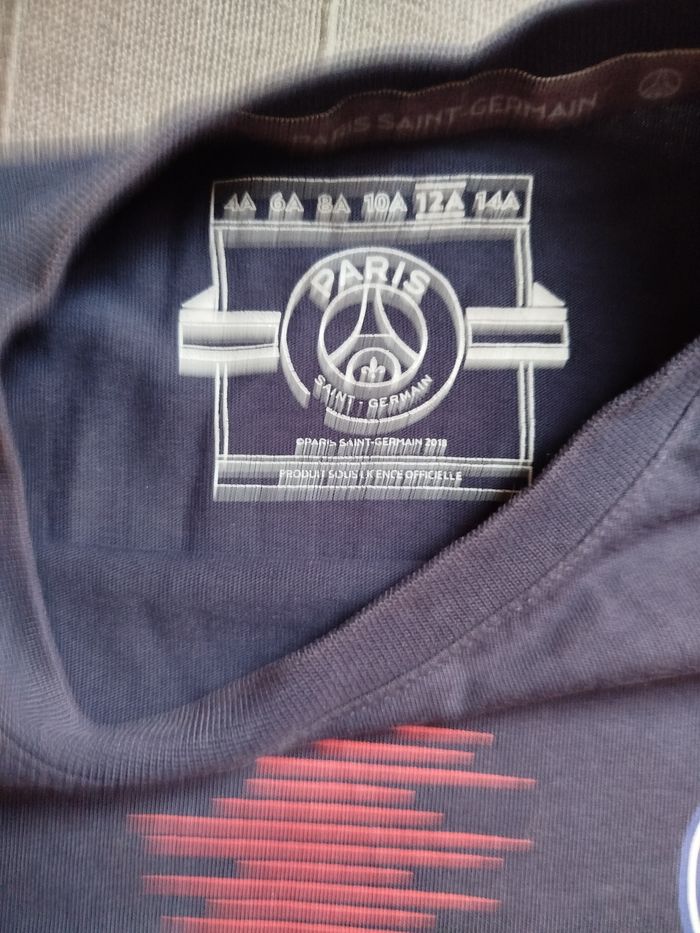 PARIS SAINT-GERMAIN
4A 6A 8A 10A 12A 14A
PARIS
SAINT - GERMAIN
©PARIS SAINT-GERMAIN 2018
PRODUIT SOUS LICENCE OFFICIELLE